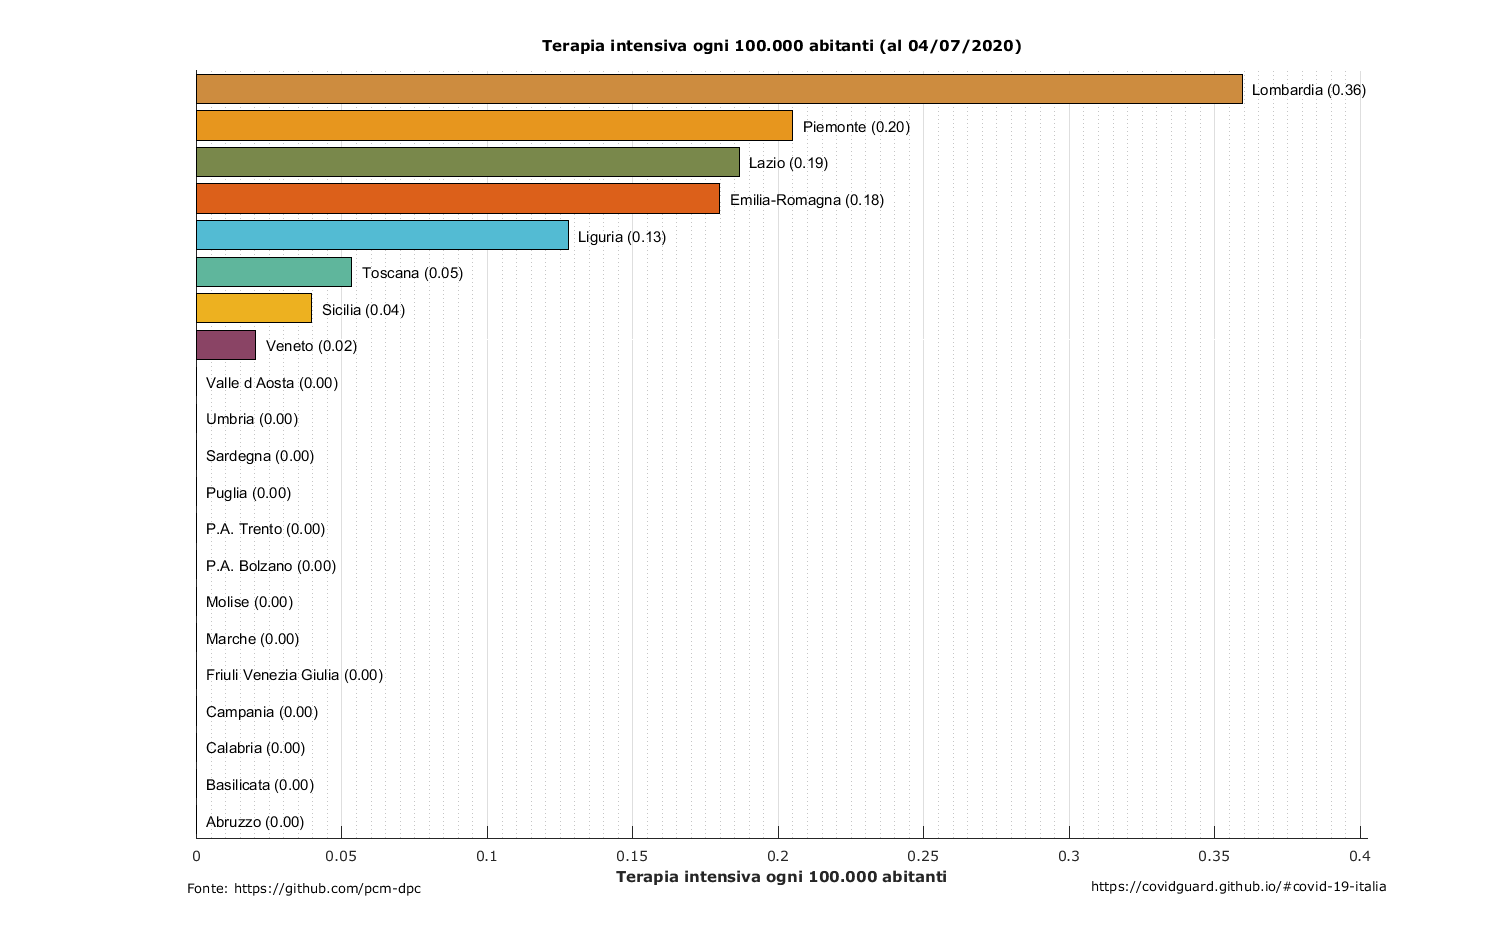 Terapia intensiva ogni 100.000 abitanti (al 04/07/2020)
Lombardia (0.36)
Piemonte (0.20)
Lazio (0.19)
Emilia-Romagna (0.18)
Liguria (0.13)
Toscana (0.05)
Sicilia (0.04)
Veneto (0.02)
Valle d Aosta (0.00)
Umbria (0.00)
Sardegna (0.00)
Puglia (0.00)
P.A. Trento (0.00)
P.A. Bolzano (0.00)
Molise (0.00)
Marche (0.00)
Friuli Venezia Giulia (0.00)
Campania (0.00)
Calabria (0.00)
Basilicata (0.00)
Abruzzo (0.00)
0 0.05 0.1 0.15 0.2 0.25 0.3 0.35 0.4
Terapia intensiva ogni 100.000 abitanti
Fonte: https://github.com/pcm-dpc
https://covidguard.github.io/#covid-19-italia